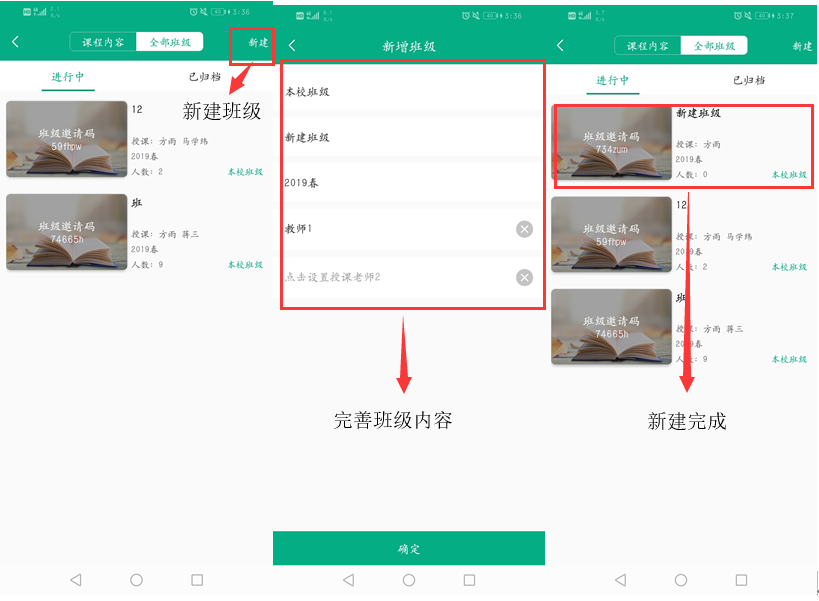 3:36
课程内容
全部班级
新建
进行中
已归档
新建班级
班级邀请码
59fhpw
12
授课: 方雨 马学纬
2019春
人数: 2
本校班级
班级邀请码
74665h
班
授课: 方雨 蒋三
2019春
人数: 9
本校班级
3:36
新增班级
本校班级
新建班级
2019春
教师1
点击设置授课老师2
完善班级内容
确定
3:37
课程内容
全部班级
新建
进行中
已归档
班级邀请码
734zum
新建班级
授课: 方雨
2019春
人数: 0
本校班级
班级邀请码
59fhpw
12
授课: 方雨 马学纬
2019春
人数: 2
本校班级
班级邀请码
74665h
班
授课: 方雨 蒋三
2019春
人数: 9
本校班级
新建完成